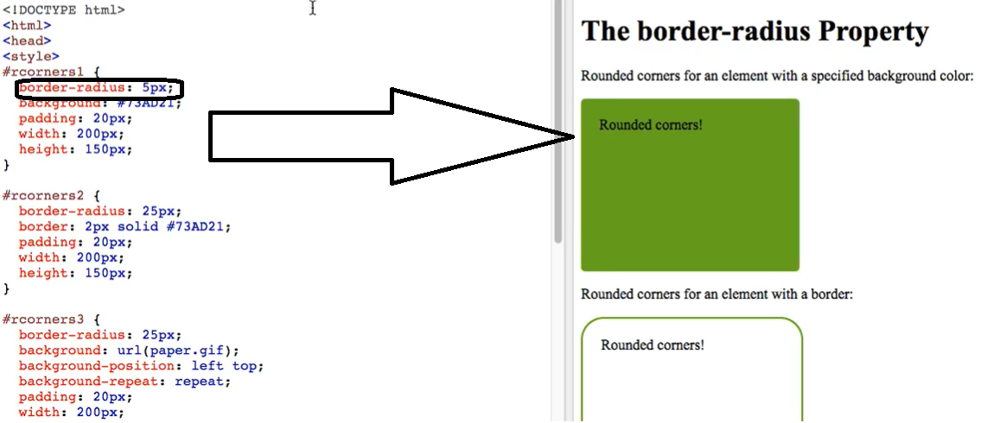 <!DOCTYPE html>
<html>
<head>
<style>
#rcorners1 {
border-radius: 5px;
background: #73AD21;
padding: 20px;
width: 200px;
height: 150px;
}
#rcorners2 {
border-radius: 25px;
border: 2px solid #73AD21;
padding: 20px;
width: 200px;
height: 150px;
}
#rcorners3 {
border-radius: 25px;
background: url(paper.gif);
background-position: left top;
background-repeat: repeat;
padding: 20px;
width: 200px;
The border-radius Property
Rounded corners for an element with a specified background color:
Rounded corners!
Rounded corners for an element with a border:
Rounded corners!